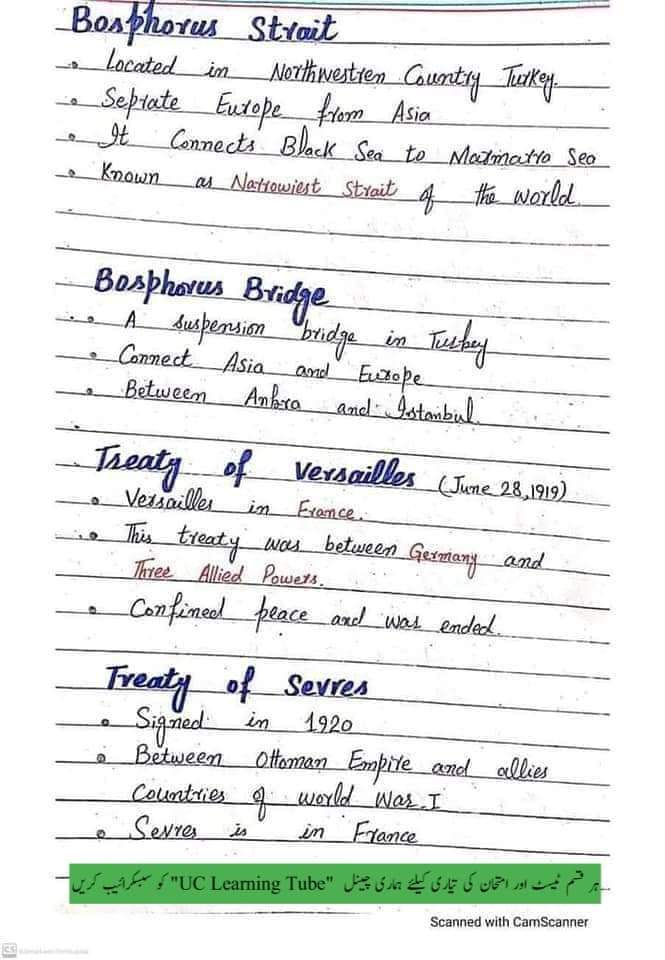 Bosphorus Strait
• Located in Northwestren Country Turkey.
• Seprate Europe from Asia
• It Connects Black Sea to Marmarra Sea
• Known as Narrowiest Strait of the world.
Bosphorus Bridge
• A suspension bridge in Turkey
• Connect Asia and Europe
• Between Ankra and Istanbul.
Treaty of Versailles (June 28, 1919)
• Versailles in France.
• This treaty was between Germany and
Three Allied Powers.
• Confined peace and was ended.
Treaty of Sevres
• Signed in 1920
• Between Ottoman Empire and allies
Countries of world War I
• Sevres is in France
ہر قسم ٹیسٹ اور امتحان کی تیاری کیلئے ہماری چینل "UC Learning Tube" کو سبسکرائیب کریں
Scanned with CamScanner
CS